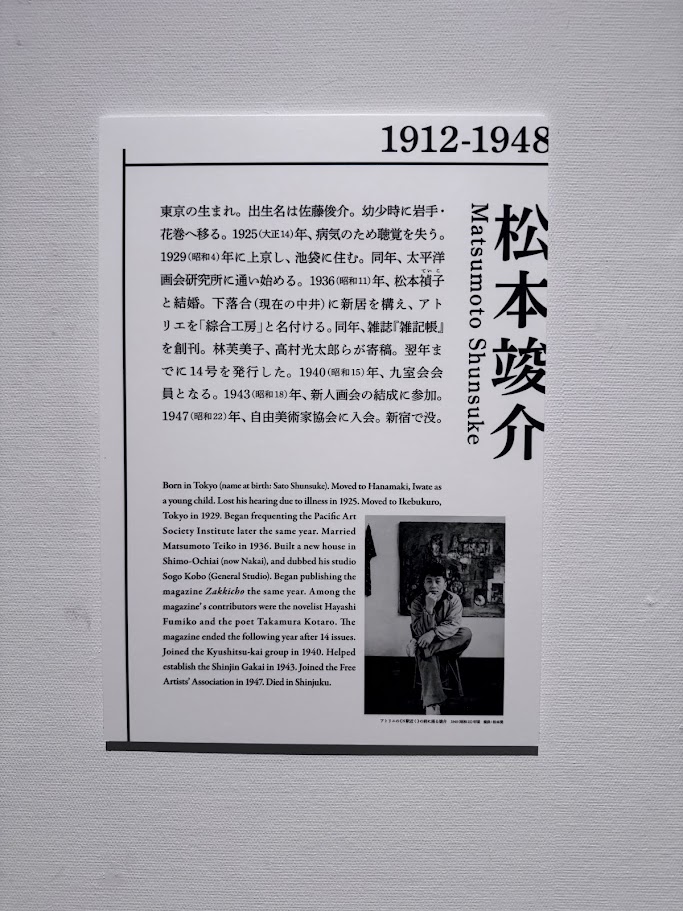 1912-1948
松本竣介
Matsumoto Shunsuke
東京の生まれ。出生名は佐藤俊介。幼少時に岩手・
花巻へ移る。1925(大正14)年、病気のため聴覚を失う。
1929(昭和4)年に上京し、池袋に住む。同年、太平洋
画会研究所に通い始める。1936(昭和11)年、松本禎子
ていこ
と結婚。下落合(現在の中井)に新居を構え、アト
リエを「綜合工房」と名付ける。同年、雑誌『雑記帳』
を創刊。林芙美子、高村光太郎らが寄稿。翌年ま
でに14号を発行した。1940(昭和15)年、九室会会
員となる。1943(昭和18)年、新人画会の結成に参加。
1947(昭和22)年、自由美術家協会に入会。新宿で没。
Born in Tokyo (name at birth: Sato Shunsuke). Moved to Hanamaki, Iwate as
a young child. Lost his hearing due to illness in 1925. Moved to Ikebukuro,
Tokyo in 1929. Began frequenting the Pacific Art
Society Institute later the same year. Married
Matsumoto Teiko in 1936. Built a new house in
Shimo-Ochiai (now Nakai), and dubbed his studio
Sogo Kobo (General Studio). Began publishing the
magazine Zakkicho the same year. Among the
magazine's contributors were the novelist Hayashi
Fumiko and the poet Takamura Kotaro. The
magazine ended the following year after 14 issues.
Joined the Kyushitsu-kai group in 1940. Helped
establish the Shinjin Gakai in 1943. Joined the Free
Artists' Association in 1947. Died in Shinjuku.